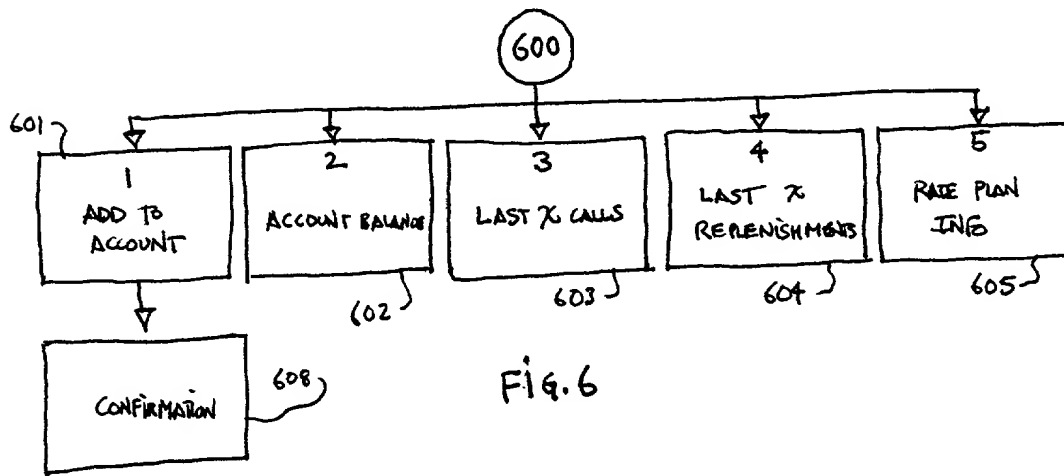 600
601
1
ADD TO
ACCOUNT
2
ACCOUNT BALANCE
602
3
LAST X CALLS
603
4
LAST X
REPLENISHMENTS
604
5
RATE PLAN
INFO
605
CONFIRMATION
608
FIG.6